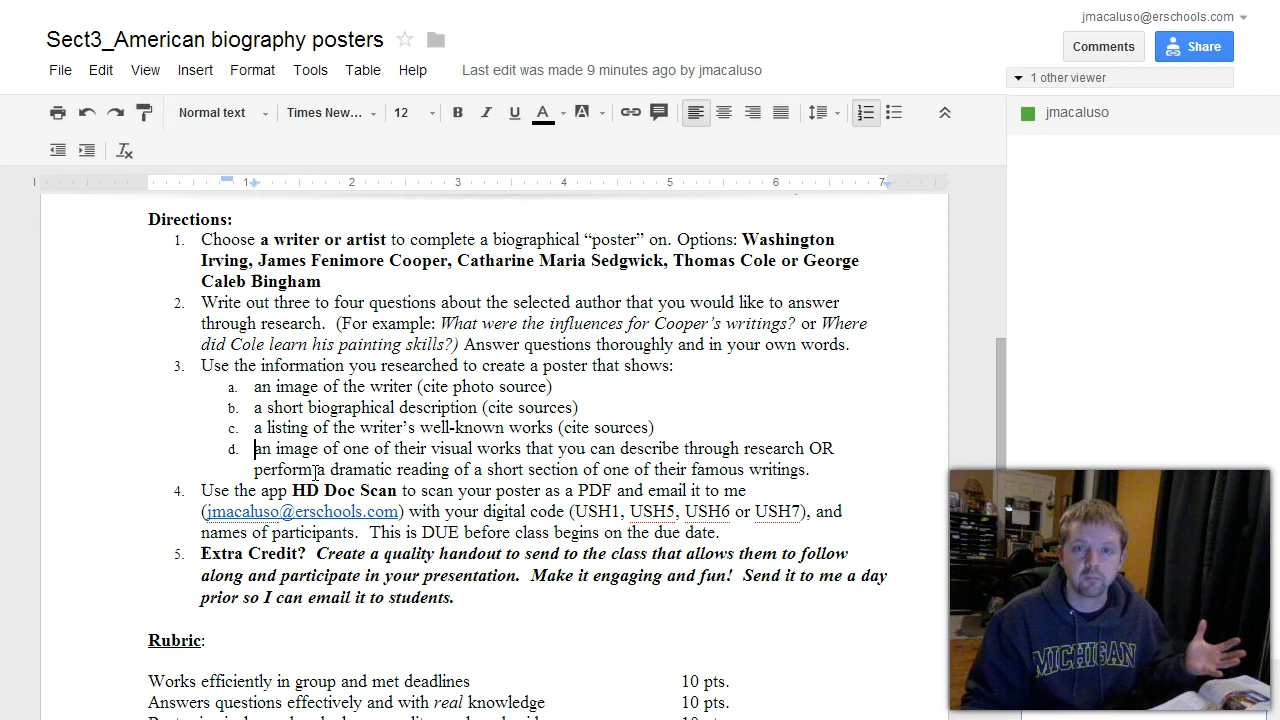 jmacaluso@erschools.com
Sect3_American biography posters
Comments
Share
File Edit View Insert Format Tools Table Help Last edit was made 9 minutes ago by jmacaluso
1 other viewer
Normal text Times New... 12 B I U A A
jmacaluso
1 2 3 4 5 6 7
Directions:
1. Choose a writer or artist to complete a biographical “poster” on. Options: Washington
Irving, James Fenimore Cooper, Catharine Maria Sedgwick, Thomas Cole or George
Caleb Bingham
2. Write out three to four questions about the selected author that you would like to answer
through research. (For example: What were the influences for Cooper’s writings? or Where
did Cole learn his painting skills?) Answer questions thoroughly and in your own words.
3. Use the information you researched to create a poster that shows:
a. an image of the writer (cite photo source)
b. a short biographical description (cite sources)
c. a listing of the writer’s well-known works (cite sources)
d. an image of one of their visual works that you can describe through research OR
perform a dramatic reading of a short section of one of their famous writings.
4. Use the app HD Doc Scan to scan your poster as a PDF and email it to me
(jmacaluso@erschools.com) with your digital code (USH1, USH5, USH6 or USH7), and
names of participants. This is DUE before class begins on the due date.
5. Extra Credit? Create a quality handout to send to the class that allows them to follow
along and participate in your presentation. Make it engaging and fun! Send it to me a day
prior so I can email it to students.
Rubric:
Works efficiently in group and met deadlines 10 pts.
Answers questions effectively and with real knowledge 10 pts.
MICHIGAN